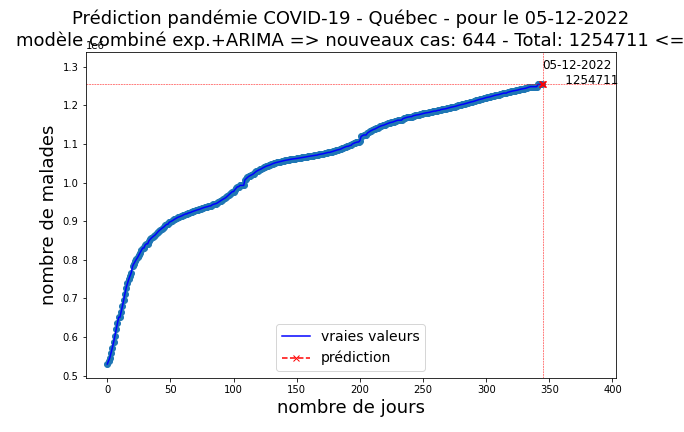 Prédiction pandémie COVID-19 - Québec - pour le 05-12-2022
modèle combiné exp.+ARIMA => nouveaux cas: 644 - Total: 1254711 <=
1e6
05-12-2022
1254711
1.3
1.2
1.1
1.0
0.9
0.8
0.7
0.6
0.5
nombre de malades
vraies valeurs
prédiction
0 50 100 150 200 250 300 350 400
nombre de jours